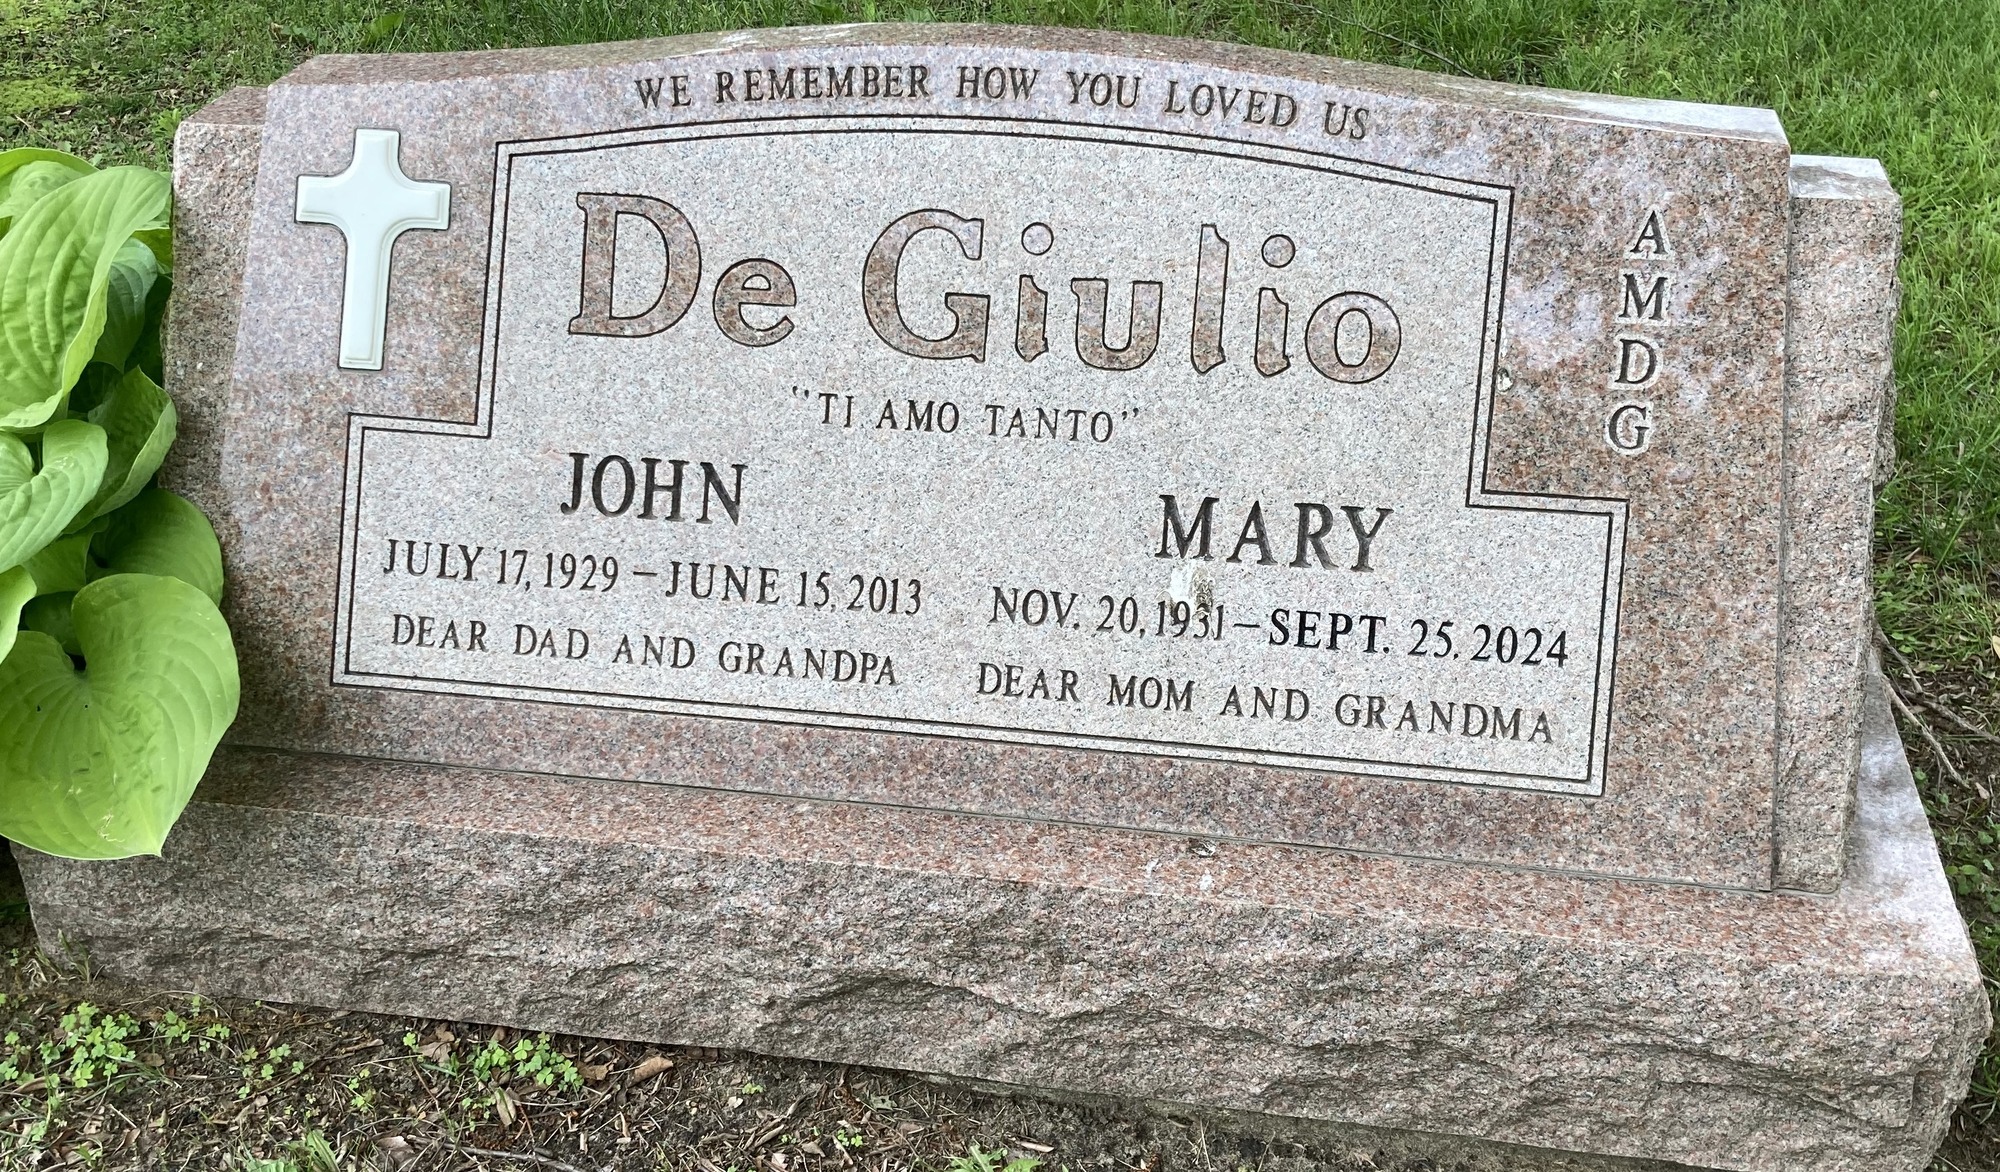 WE REMEMBER HOW YOU LOVED US
De Giulio
"TI AMO TANTO"
JOHN
JULY 17, 1929 – JUNE 15, 2013
DEAR DAD AND GRANDPA
MARY
NOV. 20, 1931 – SEPT. 25, 2024
DEAR MOM AND GRANDMA
A
M
D
G